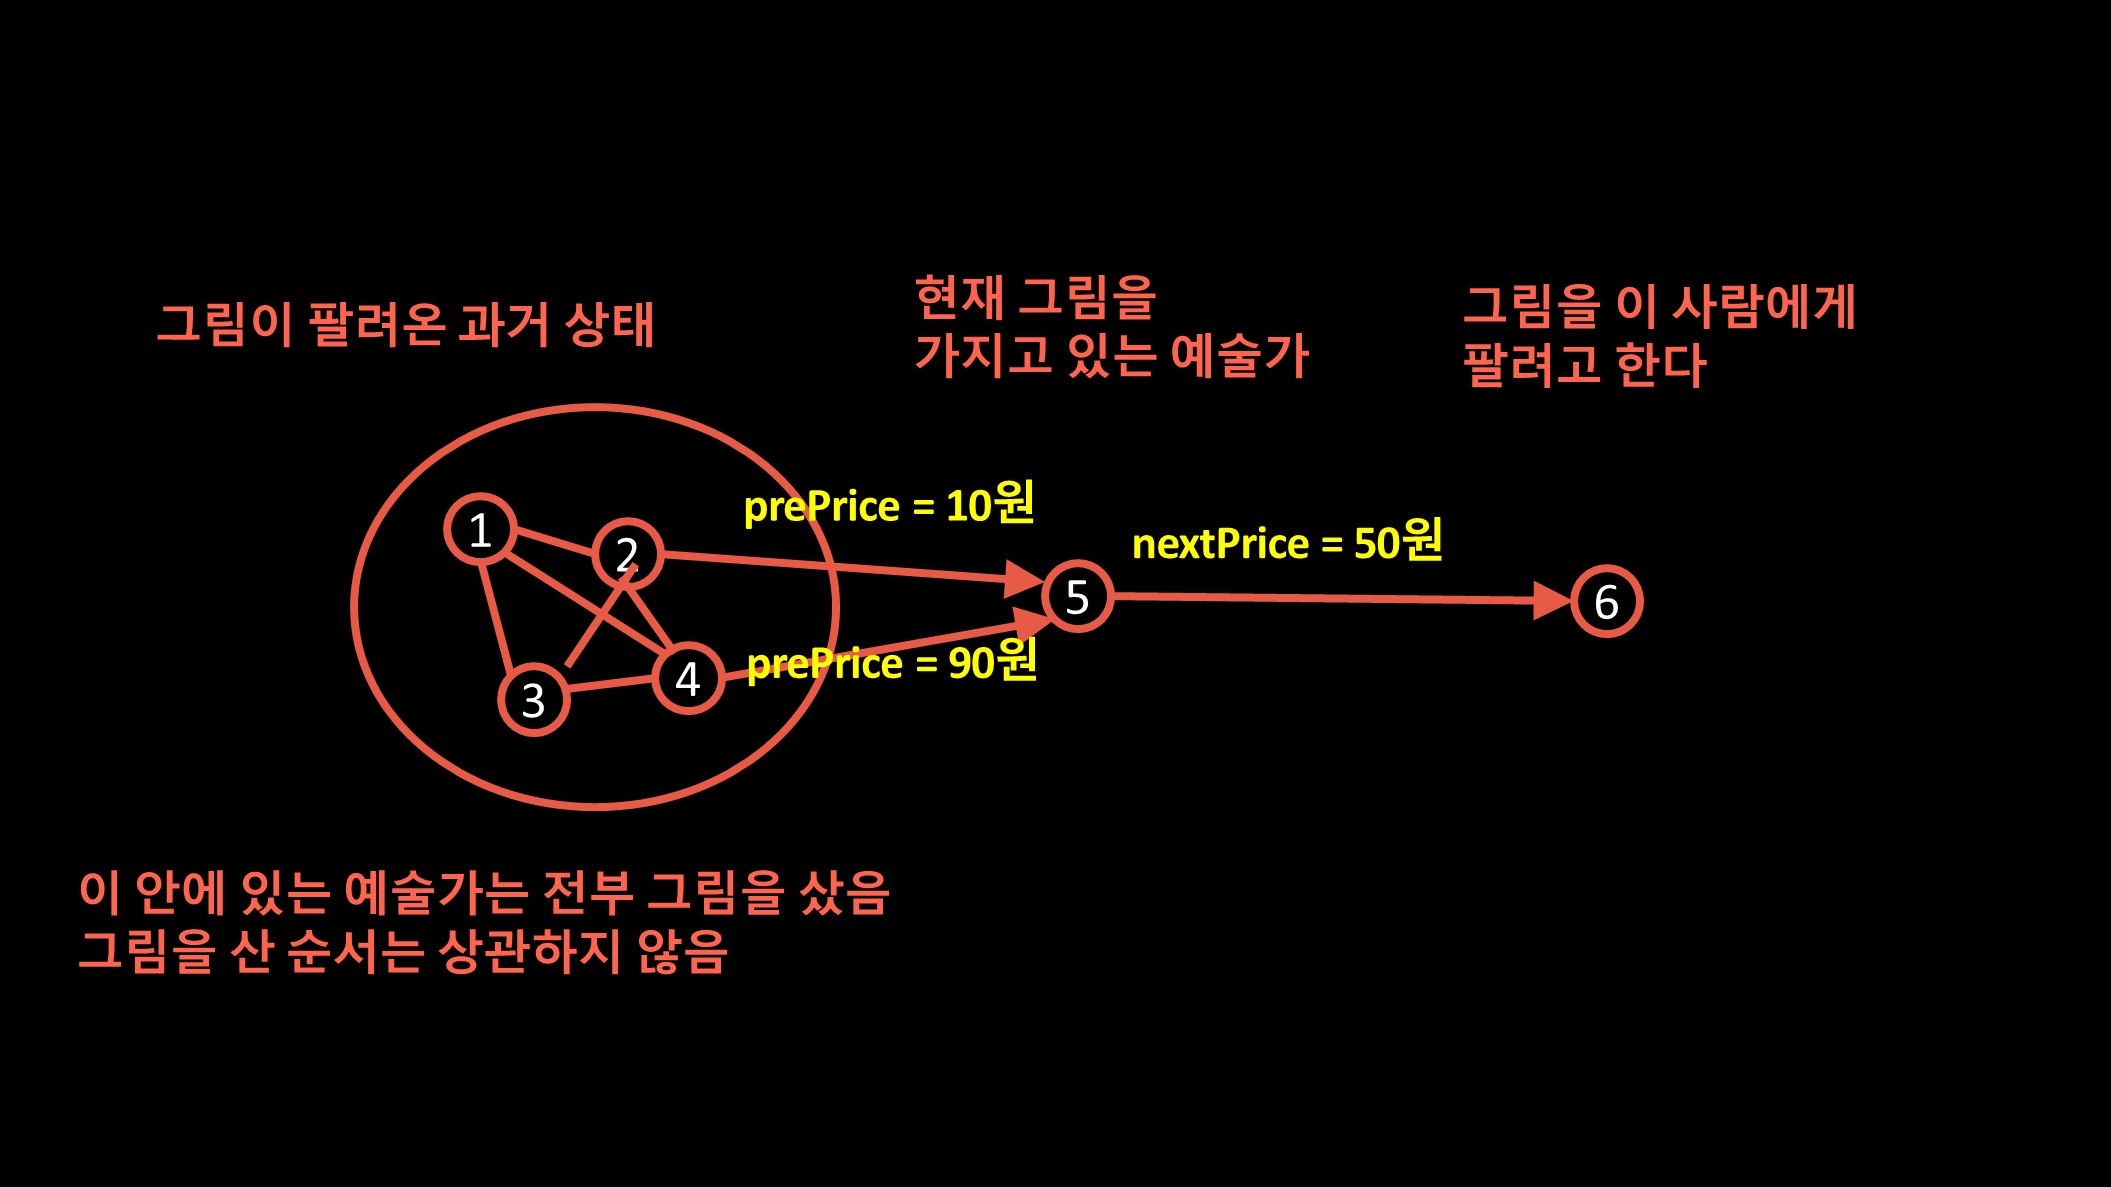 그림이 팔려온 과거 상태
현재 그림을
가지고 있는 예술가
그림을 이 사람에게
팔려고 한다
prePrice = 10원
nextPrice = 50원
1
2
5
6
prePrice = 90원
3
4
이 안에 있는 예술가는 전부 그림을 샀음
그림을 산 순서는 상관하지 않음